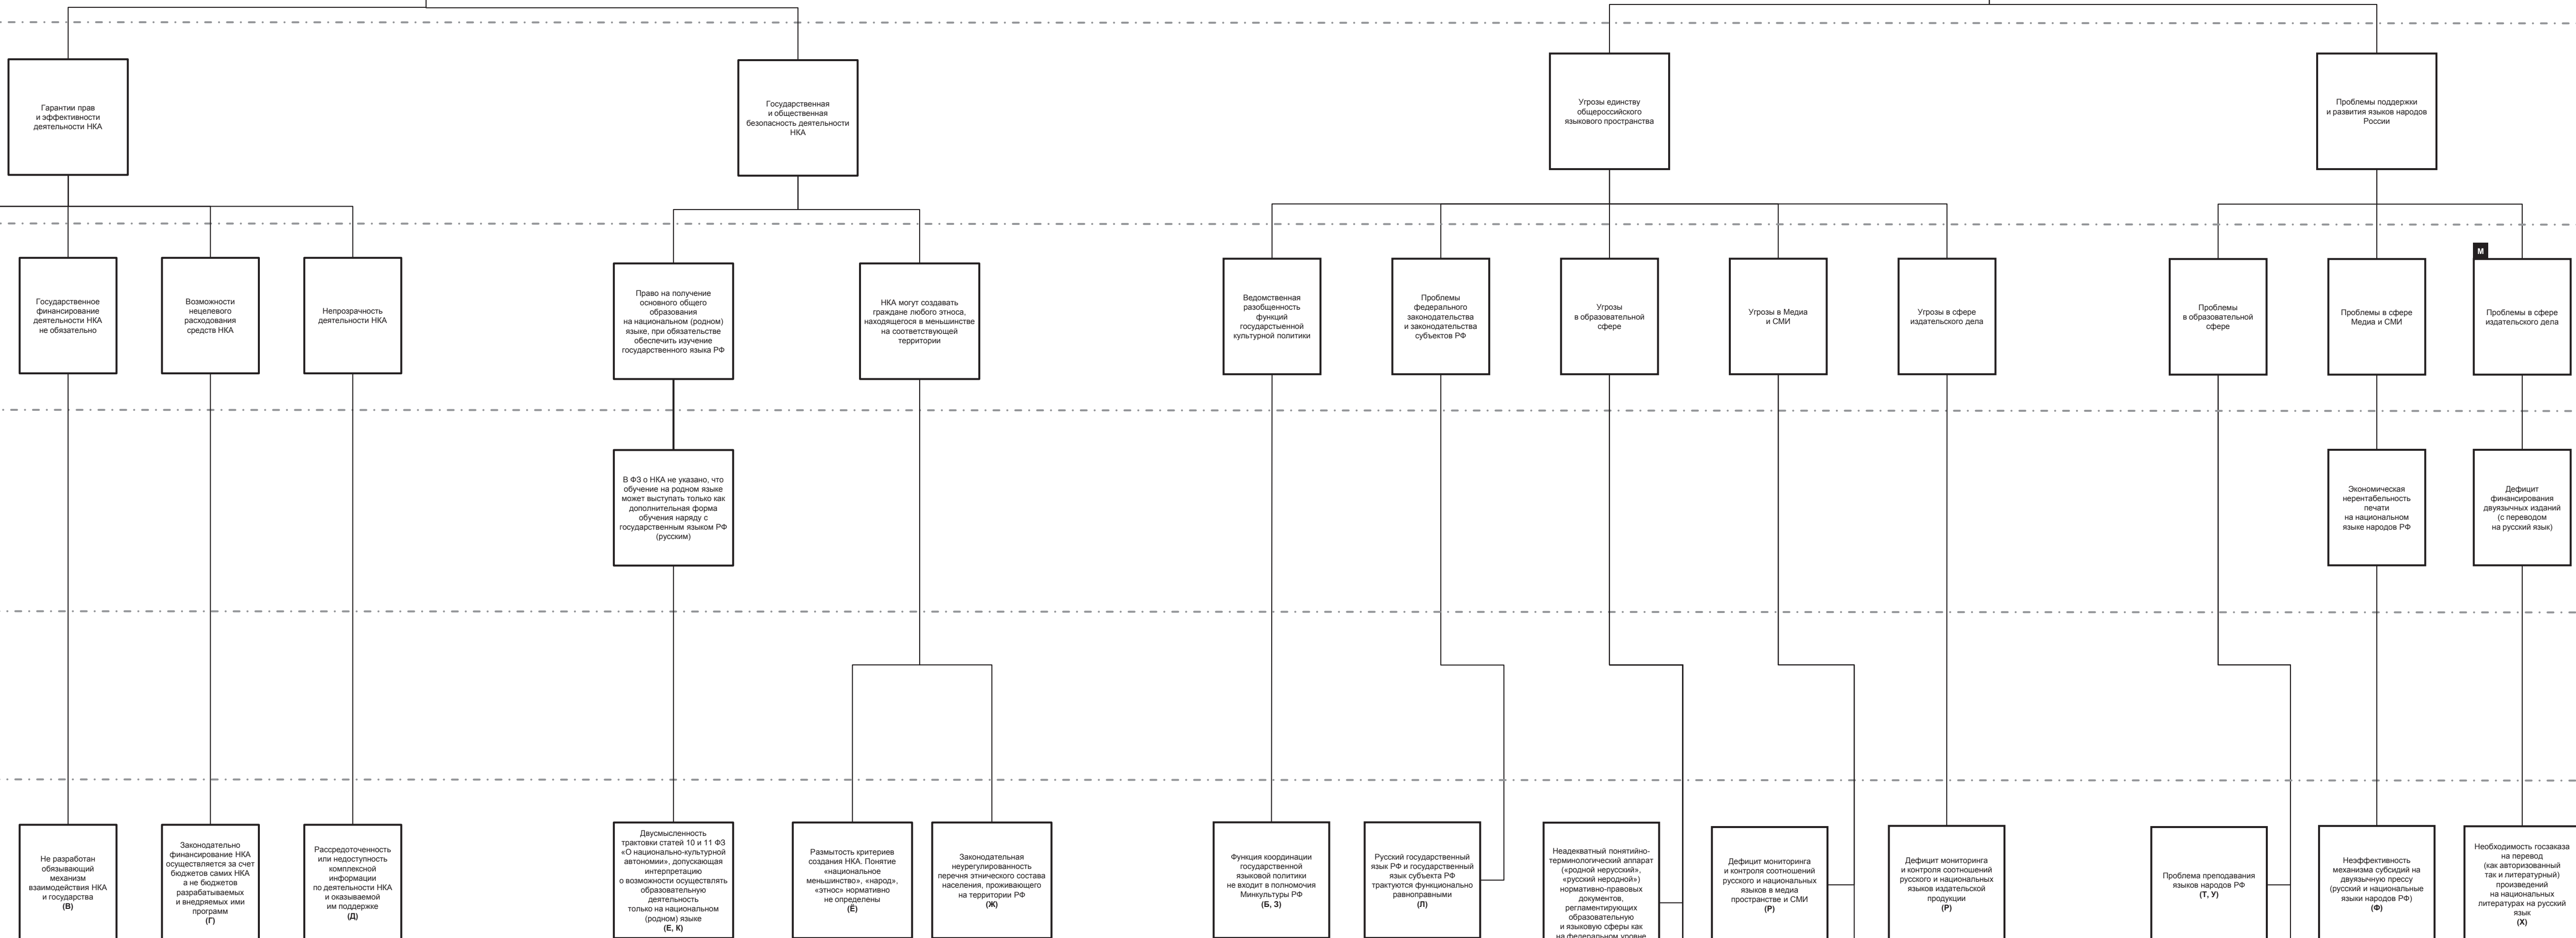 Гарантии прав
и эффективности
деятельности НКА
Государственная
и общественная
безопасность деятельности
НКА
Угрозы единству
общероссийского
языкового пространства
Проблемы поддержки
и развития языков народов
России
Государственное
финансирование
деятельности НКА
не обязательно
Возможности
нецелевого
расходования
средств НКА
Непрозрачность
деятельности НКА
Право на получение
основного общего
образования
на национальном (родном)
языке, при обязательстве
обеспечить изучение
государственного языка РФ
НКА могут создавать
граждане любого этноса,
находящегося в меньшинстве
на соответствующей
территории
Ведомственная
разобщенность
функций
государстыенной
культурной политики
Проблемы
федерального
законодательства
и законодательства
субъектов РФ
Угрозы
в образовательной
сфере
Угрозы в Медиа
и СМИ
Угрозы в сфере
издательского дела
Проблемы
в образовательной
сфере
Проблемы в сфере
Медиа и СМИ
М
Проблемы в сфере
издательского дела
В ФЗ о НКА не указано, что
обучение на родном языке
может выступать только как
дополнительная форма
обучения наряду с
государственным языком РФ
(русским)
Экономическая
нерентабельность
печати
на национальном
языке народов РФ
Дефицит
финансирования
двуязычных изданий
(с переводом
на русский язык)
Не разработан
обязывающий
механизм
взаимодействия НКА
и государства
(В)
Законодательно
финансирование НКА
осуществляется за счет
бюджетов самих НКА
а не бюджетов
разрабатываемых
и внедряемых ими
программ
(Г)
Рассредоточенность
или недоступность
комплексной
информации
по деятельности НКА
и оказываемой
им поддержке
(Д)
Двусмысленность
трактовки статей 10 и 11 ФЗ
«О национально-культурной
автономии», допускающая
интерпретацию
о возможности осуществлять
образовательную
деятельность
только на национальном
(родном) языке
(Е, К)
Размытость критериев
создания НКА. Понятие
«национальное
меньшинство», «народ»,
«этнос» нормативно
не определены
(Ё)
Законодательная
неурегулированность
перечня этнического состава
населения, проживающего
на территории РФ
(Ж)
Функция координации
государственной
языковой политики
не входит в полномочия
Минкультуры РФ
(Б, З)
Русский государственный
язык РФ и государственный
язык субъекта РФ
трактуются функционально
равноправными
(Л)
Неадекватный понятийно-
терминологический аппарат
(«родной нерусский»,
«русский неродной»)
нормативно-правовых
документов,
регламентирующих
образовательную
и языковую сферы как
на федеральном уровне
Дефицит мониторинга
и контроля соотношений
русского и национальных
языков в медиа
пространстве и СМИ
(Р)
Дефицит мониторинга
и контроля соотношений
русского и национальных
языков издательской
продукции
(Р)
Проблема преподавания
языков народов РФ
(Т, У)
Неэффективность
механизма субсидий на
двуязычную прессу
(русский и национальные
языки народов РФ)
(Ф)
Необходимость госзаказа
на перевод
(как авторизованный
так и литературный)
произведений
на национальных
литературах на русский
язык
(Х)